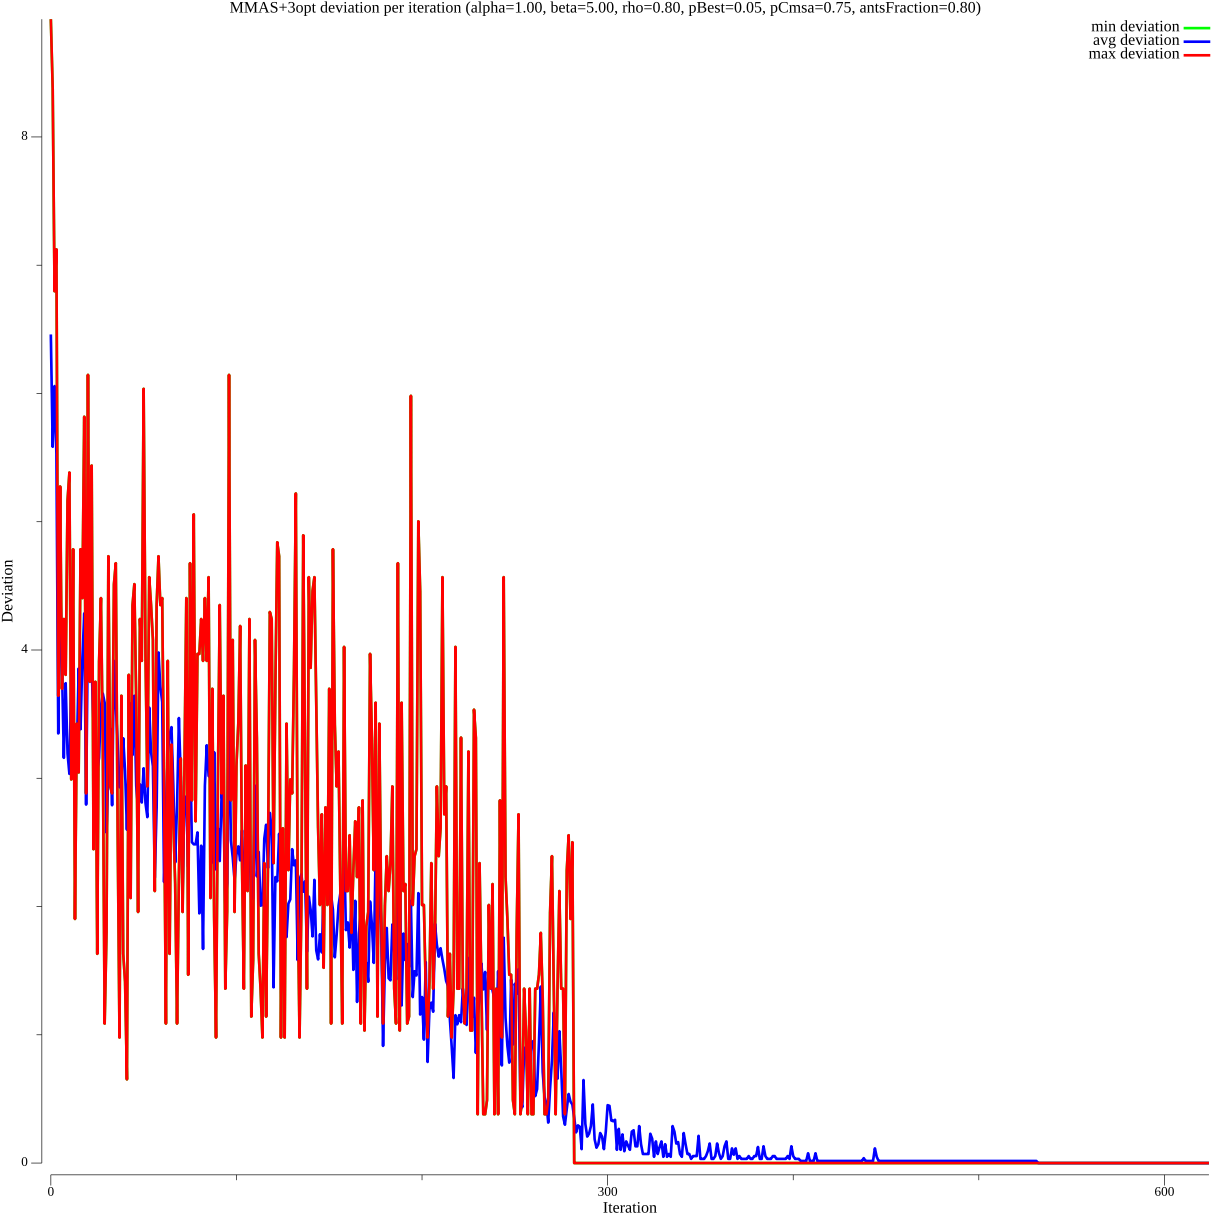 MMAS+3opt deviation per iteration (alpha=1.00, beta=5.00, rho=0.80, pBest=0.05, pCmsa=0.75, antsFraction=0.80)
min deviation
avg deviation
max deviation
8
Deviation
4
0
0
300
600
Iteration